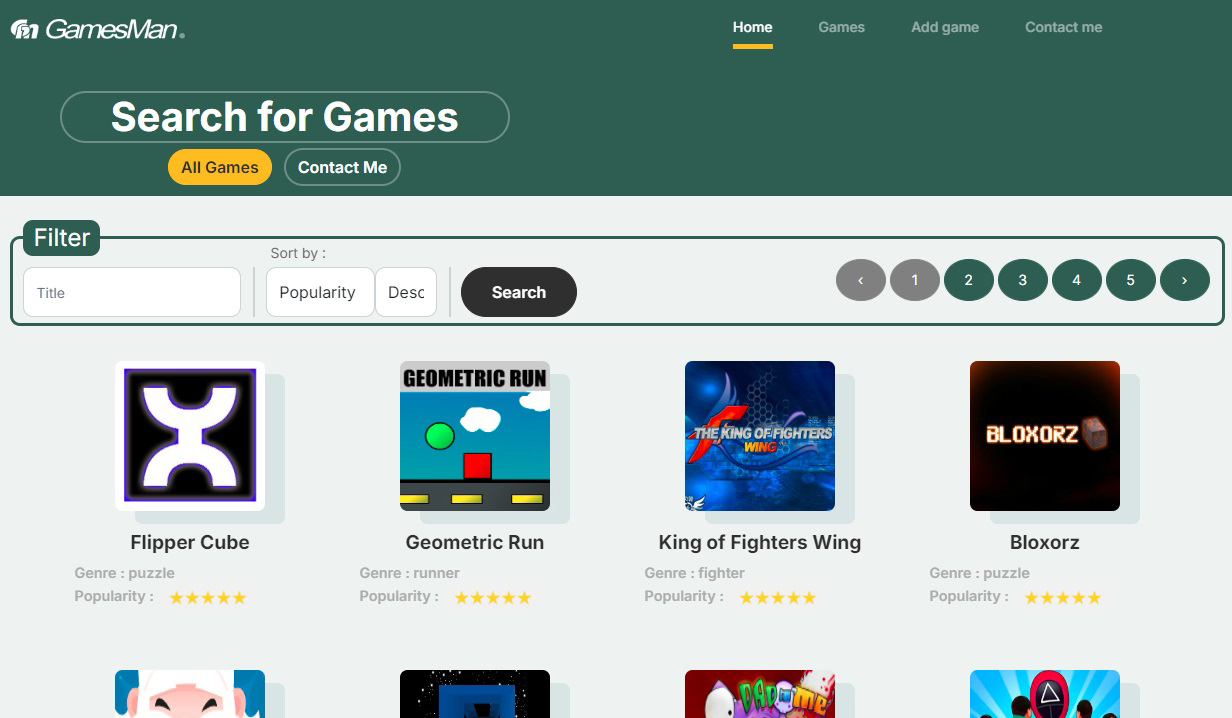 GamesMan.
Home
Games
Add game
Contact me
Search for Games
All Games
Contact Me
Filter
Sort by :
Title
Popularity
Desc
Search
‹
1
2
3
4
5
›
GEOMETRIC RUN
THE KING OF FIGHTERS
WING
BLOXORZ
Flipper Cube
Geometric Run
King of Fighters Wing
Bloxorz
Genre : puzzle
Genre : runner
Genre : fighter
Genre : puzzle
Popularity : ★★★★★
Popularity : ★★★★★
Popularity : ★★★★★
Popularity : ★★★★★